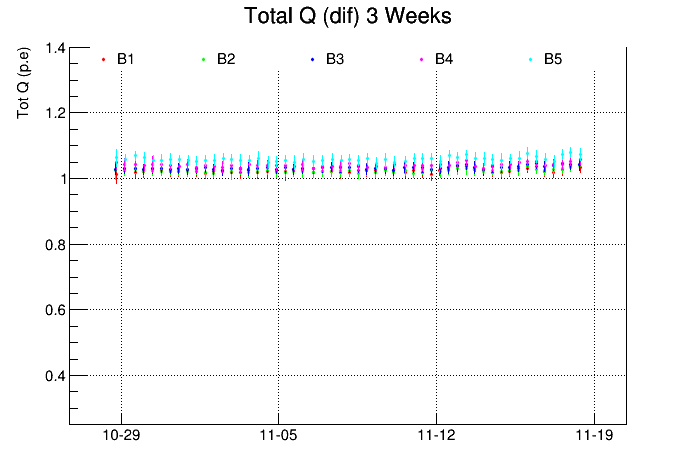 Total Q (dif) 3 Weeks
Tot Q (p.e)
B1 B2 B3 B4 B5
1.4
1.2
1
0.8
0.6
0.4
10-29 11-05 11-12 11-19